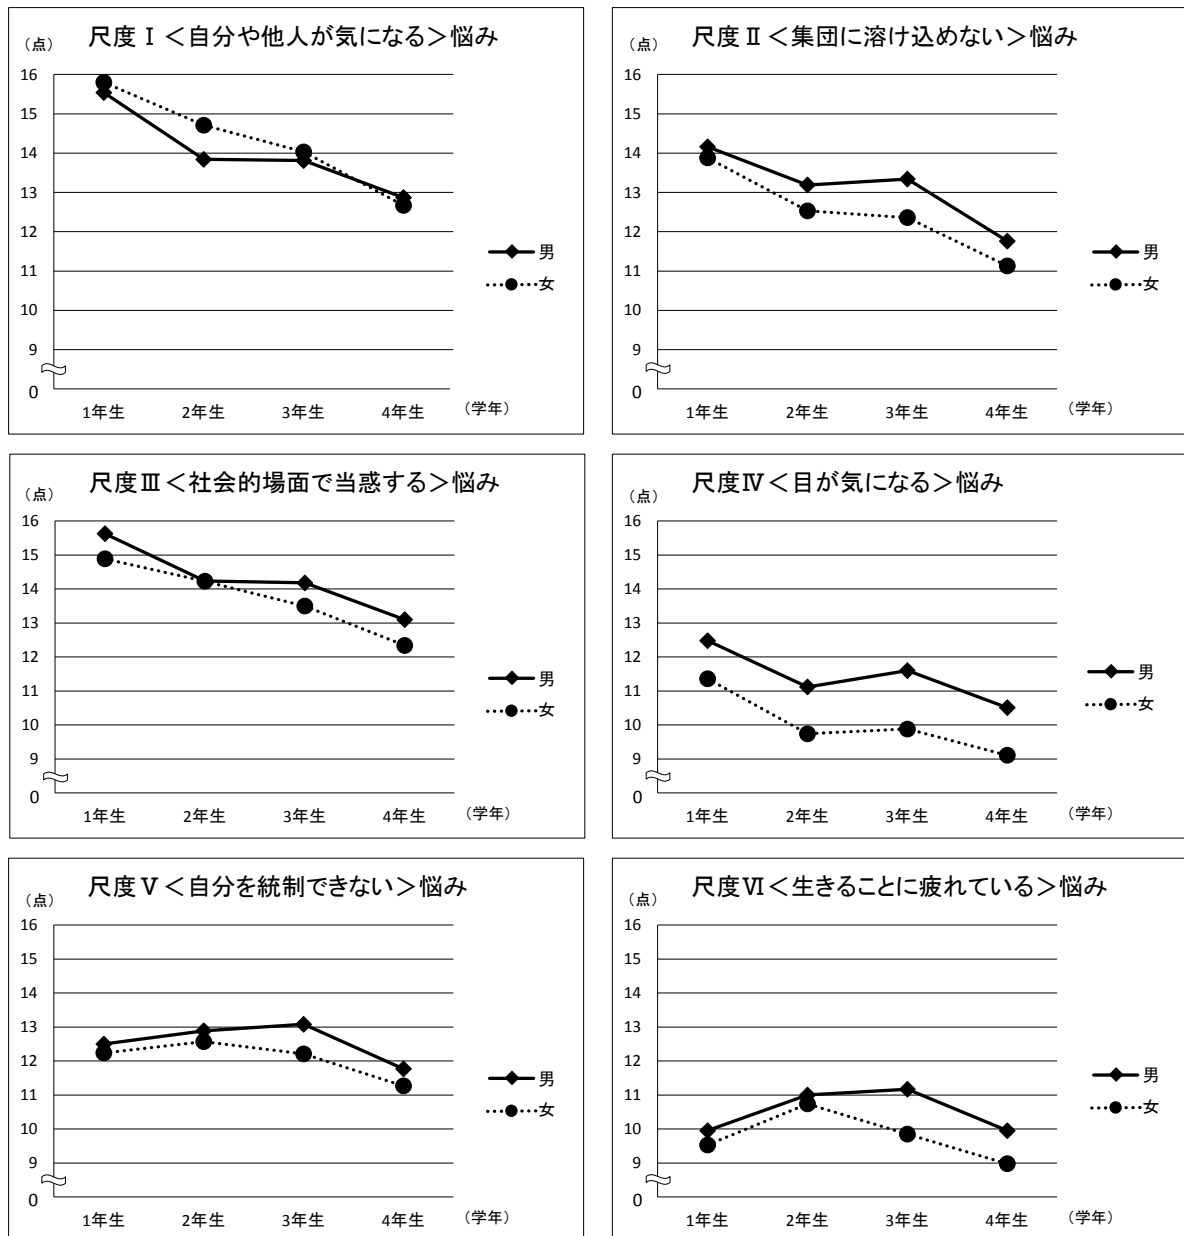 尺度Ⅰ＜自分や他人が気になる＞悩み
（点）
16
15
14
13
12
11
10
9
0
1年生 2年生 3年生 4年生 （学年）
男
女
尺度Ⅱ＜集団に溶け込めない＞悩み
（点）
16
15
14
13
12
11
10
9
0
1年生 2年生 3年生 4年生 （学年）
男
女
尺度Ⅲ＜社会的場面で当惑する＞悩み
（点）
16
15
14
13
12
11
10
9
0
1年生 2年生 3年生 4年生 （学年）
男
女
尺度Ⅳ＜目が気になる＞悩み
（点）
16
15
14
13
12
11
10
9
0
1年生 2年生 3年生 4年生 （学年）
男
女
尺度Ⅴ＜自分を統制できない＞悩み
（点）
16
15
14
13
12
11
10
9
0
1年生 2年生 3年生 4年生 （学年）
男
女
尺度Ⅵ＜生きることに疲れている＞悩み
（点）
16
15
14
13
12
11
10
9
0
1年生 2年生 3年生 4年生 （学年）
男
女